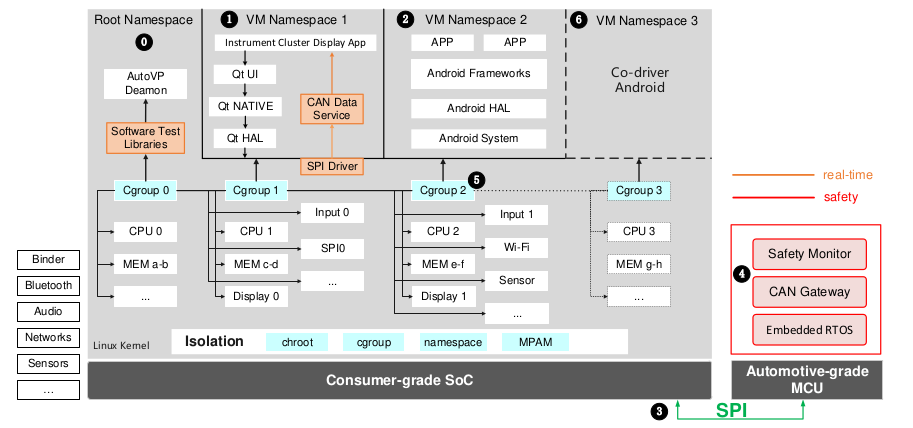 Root Namespace
0
1
VM Namespace 1
2
VM Namespace 2
6
VM Namespace 3
Instrument Cluster Display App
APP
APP
Co-driver
Android
AutoVP
Deamon
Qt UI
Android Frameworks
Software Test
Libraries
Qt NATIVE
CAN Data
Service
Android HAL
Qt HAL
Android System
SPI Driver
Cgroup 0
Cgroup 1
Cgroup 2
5
Cgroup 3
real-time
safety
CPU 0
MEM a-b
...
CPU 1
MEM c-d
Display 0
Input 0
SPI0
...
CPU 2
MEM e-f
Display 1
Input 1
Wi-Fi
Sensor
...
CPU 3
MEM g-h
...
4
Safety Monitor
CAN Gateway
Embedded RTOS
Binder
Bluetooth
Audio
Networks
Sensors
...
Linux Kernel
Isolation
chroot
cgroup
namespace
MPAM
Consumer-grade SoC
Automotive-grade
MCU
3
SPI